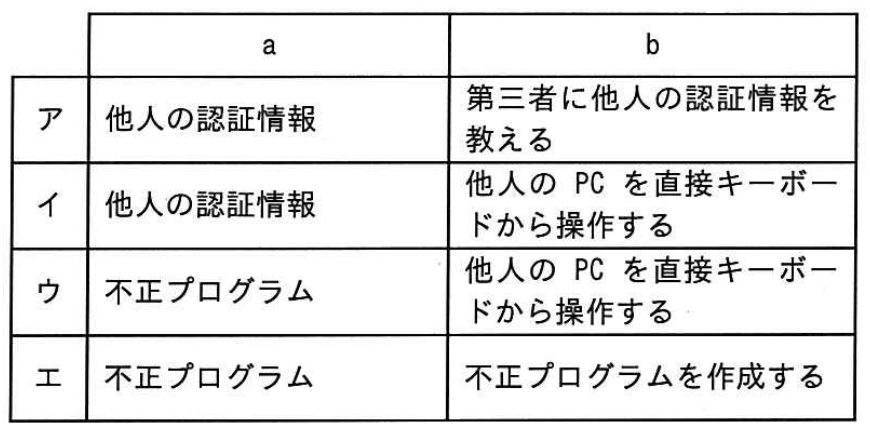 a
b
ア
他人の認証情報
第三者に他人の認証情報を
教える
イ
他人の認証情報
他人の PC を直接キーボー
ドから操作する
ウ
不正プログラム
他人の PC を直接キーボー
ドから操作する
エ
不正プログラム
不正プログラムを作成する